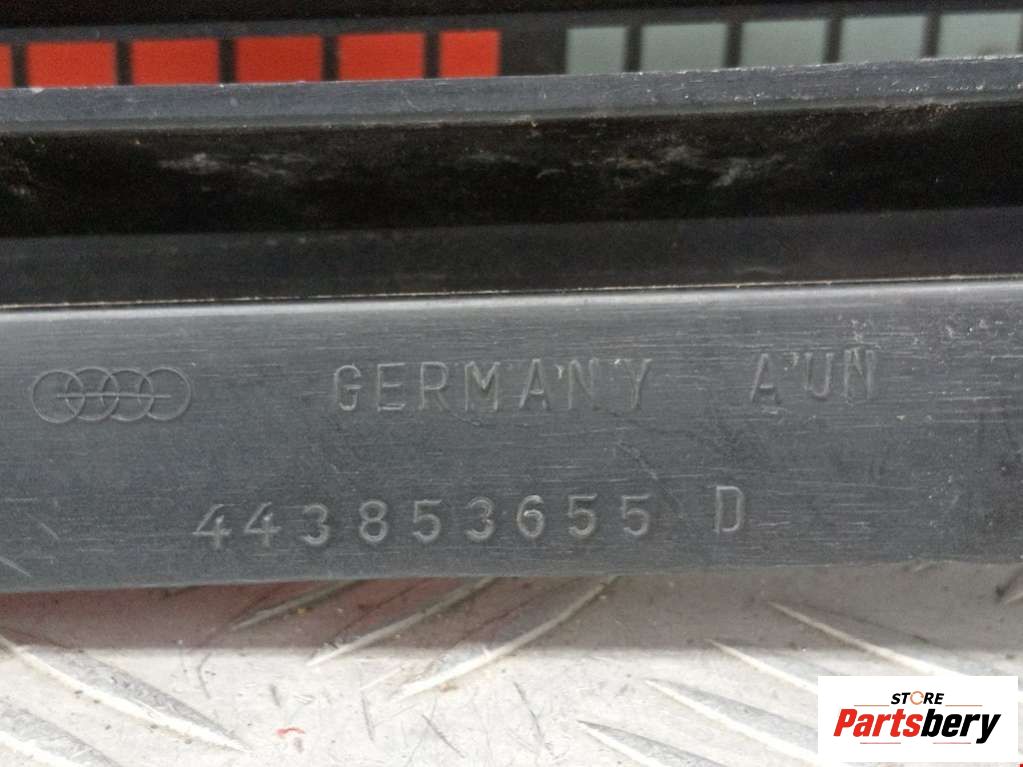 GERMANY A'UN
443853655 D
STORE
Partsbery